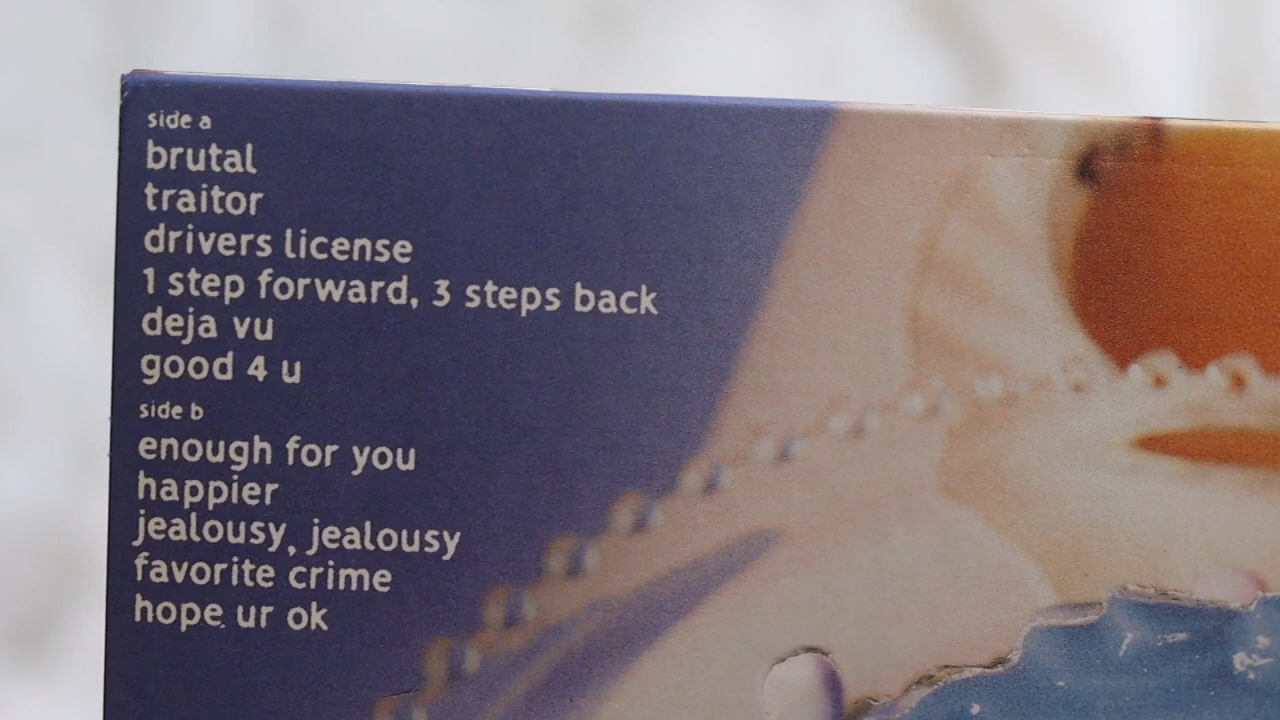 side a
brutal
traitor
drivers license
1 step forward, 3 steps back
deja vu
good 4 u
side b
enough for you
happier
jealousy, jealousy
favorite crime
hope ur ok